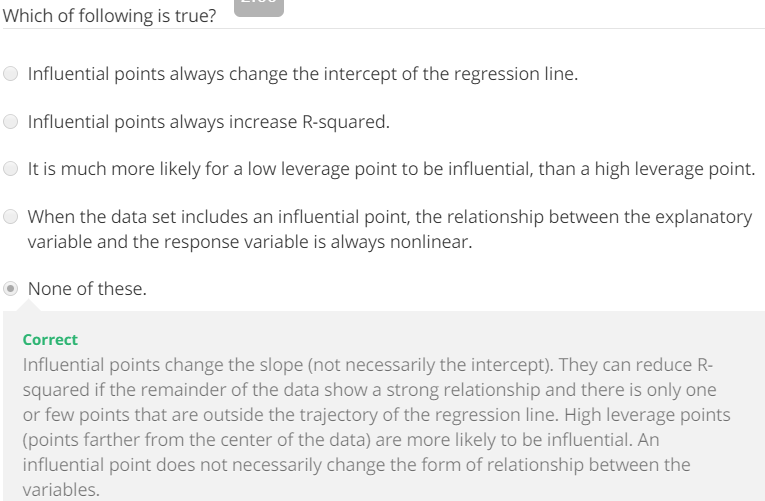 Which of following is true?
Influential points always change the intercept of the regression line.
Influential points always increase R-squared.
It is much more likely for a low leverage point to be influential, than a high leverage point.
When the data set includes an influential point, the relationship between the explanatory
variable and the response variable is always nonlinear.
None of these.
Correct
Influential points change the slope (not necessarily the intercept). They can reduce R-
squared if the remainder of the data show a strong relationship and there is only one
or few points that are outside the trajectory of the regression line. High leverage points
(points farther from the center of the data) are more likely to be influential. An
influential point does not necessarily change the form of relationship between the
variables.